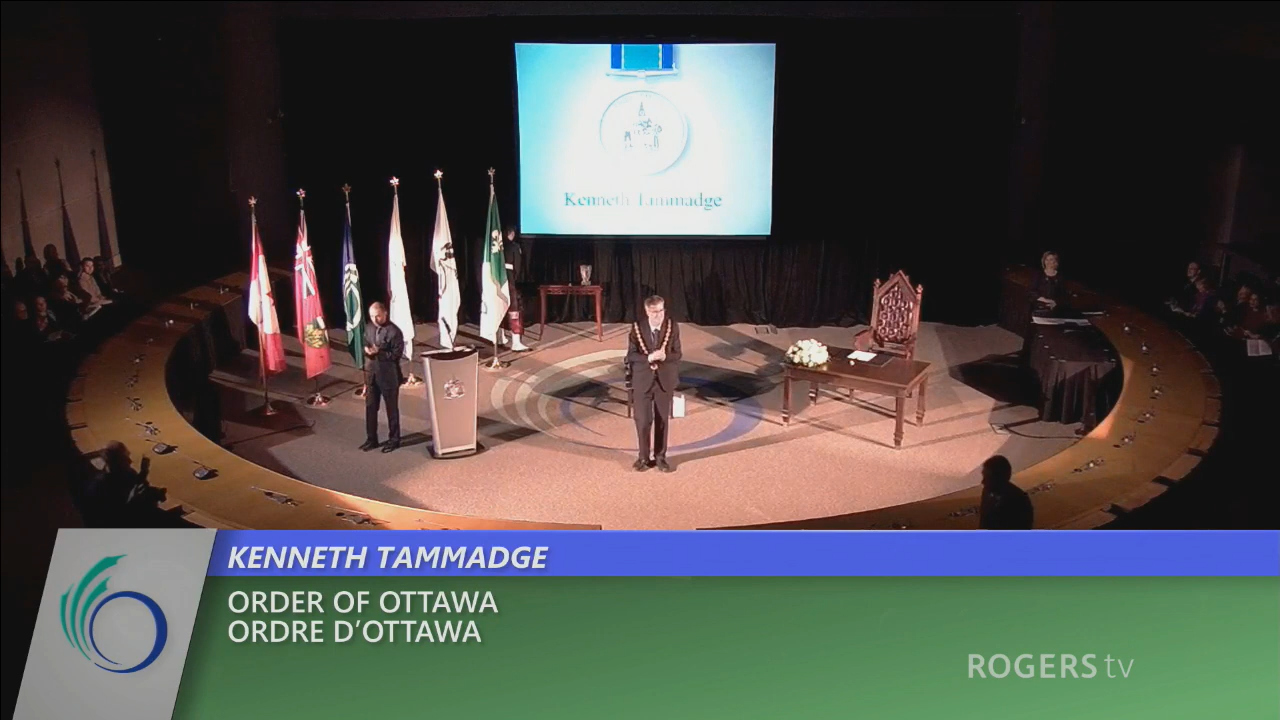 Kenneth Tammadge
KENNETH TAMMADGE
ORDER OF OTTAWA
ORDRE D'OTTAWA
ROGERS tv